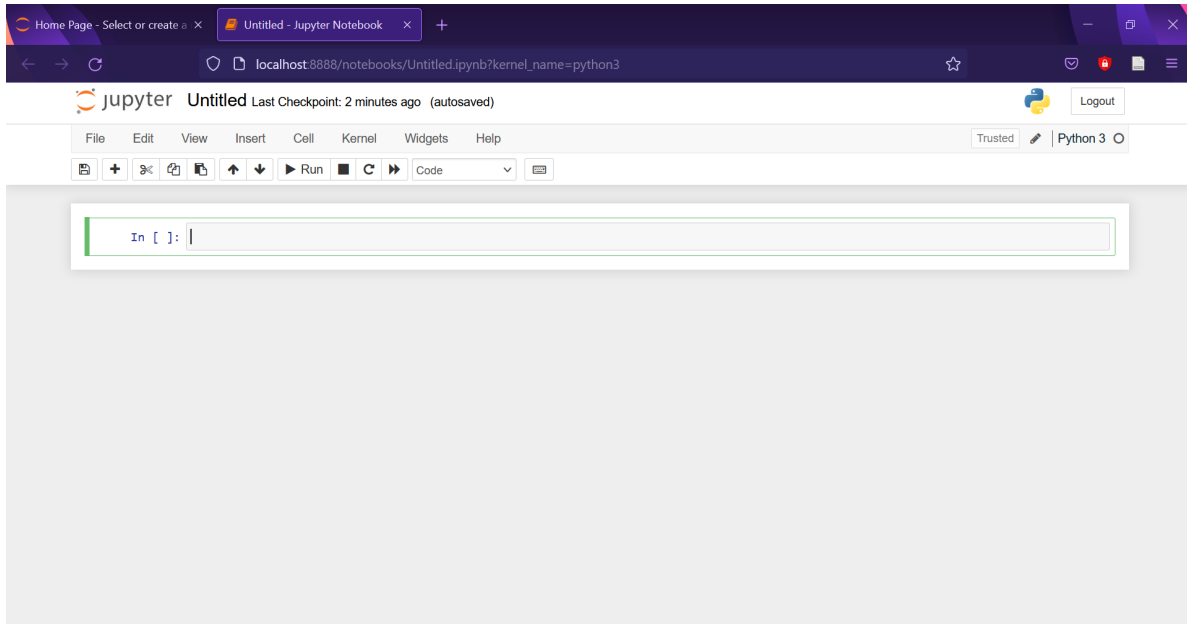 Home Page - Select or create a
Untitled - Jupyter Notebook
localhost:8888/notebooks/Untitled.ipynb?kernel_name=python3
jupyter Untitled Last Checkpoint: 2 minutes ago (autosaved)
Logout
File Edit View Insert Cell Kernel Widgets Help
Trusted Python 3
Run Code
In [ ]: